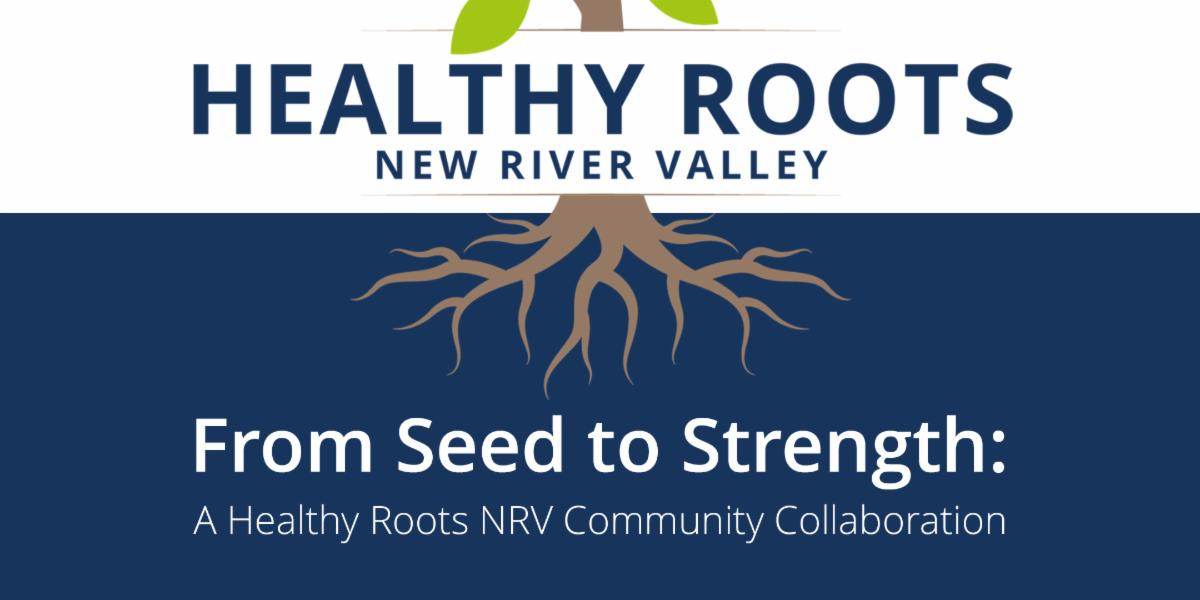 HEALTHY ROOTS
NEW RIVER VALLEY
From Seed to Strength:
A Healthy Roots NRV Community Collaboration